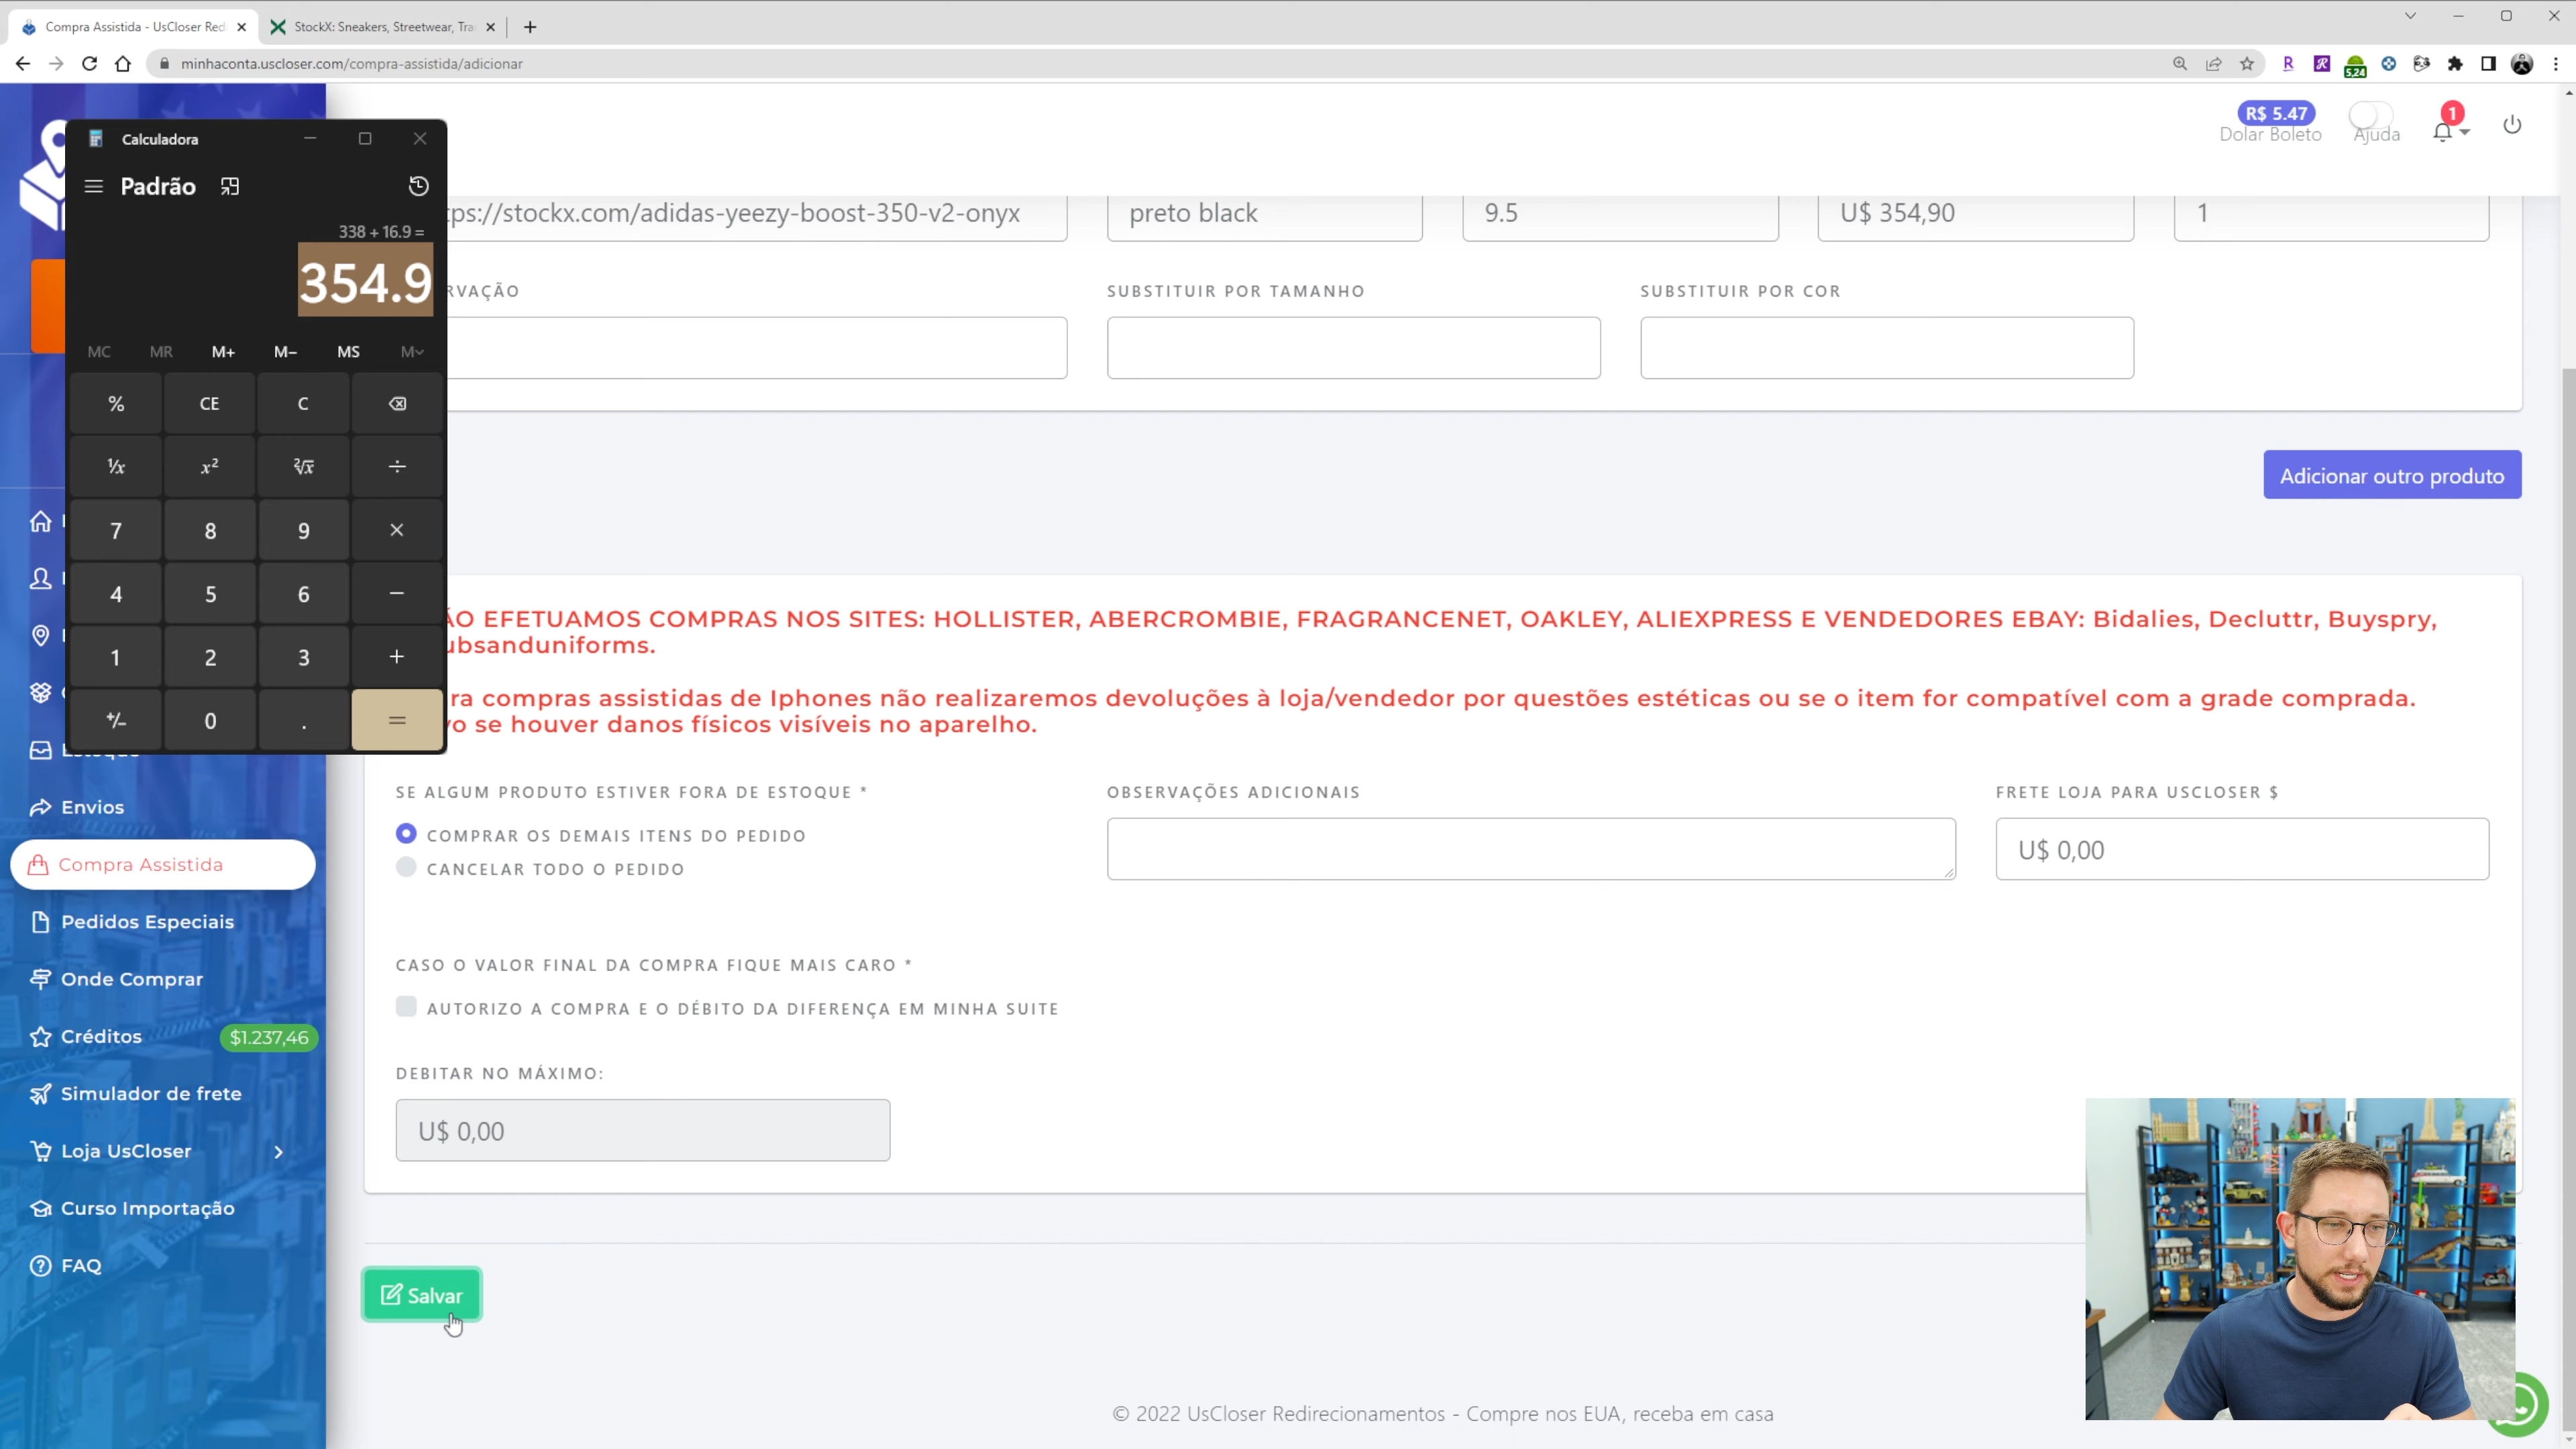 Compra Assistida - UsCloser Red
StockX: Sneakers, Streetwear, Tra
minhaconta.uscloser.com/compra-assistida/adicionar
5,24
R$ 5.47
Dolar Boleto
Ajuda
1
Calculadora
Padrão
338 + 16.9 =
354.9
MC MR M+ M− MS M
% CE C
⅟x x² ²√x ÷
7 8 9 ×
4 5 6 −
1 2 3 +
+/− 0 . =
tps://stockx.com/adidas-yeezy-boost-350-v2-onyx
preto black
9.5
U$ 354,90
1
RVAÇÃO
SUBSTITUIR POR TAMANHO
SUBSTITUIR POR COR
Adicionar outro produto
ÃO EFETUAMOS COMPRAS NOS SITES: HOLLISTER, ABERCROMBIE, FRAGRANCENET, OAKLEY, ALIEXPRESS E VENDEDORES EBAY: Bidalies, Decluttr, Buyspry,
ubsanduniforms.
ra compras assistidas de Iphones não realizaremos devoluções à loja/vendedor por questões estéticas ou se o item for compatível com a grade comprada.
vo se houver danos físicos visíveis no aparelho.
Envios
Compra Assistida
Pedidos Especiais
Onde Comprar
Créditos
$1.237,46
Simulador de frete
Loja UsCloser
Curso Importação
FAQ
SE ALGUM PRODUTO ESTIVER FORA DE ESTOQUE *
COMPRAR OS DEMAIS ITENS DO PEDIDO
CANCELAR TODO O PEDIDO
OBSERVAÇÕES ADICIONAIS
FRETE LOJA PARA USCLOSER $
U$ 0,00
CASO O VALOR FINAL DA COMPRA FIQUE MAIS CARO *
AUTORIZO A COMPRA E O DÉBITO DA DIFERENÇA EM MINHA SUITE
DEBITAR NO MÁXIMO:
U$ 0,00
Salvar
© 2022 UsCloser Redirecionamentos - Compre nos EUA, receba em casa